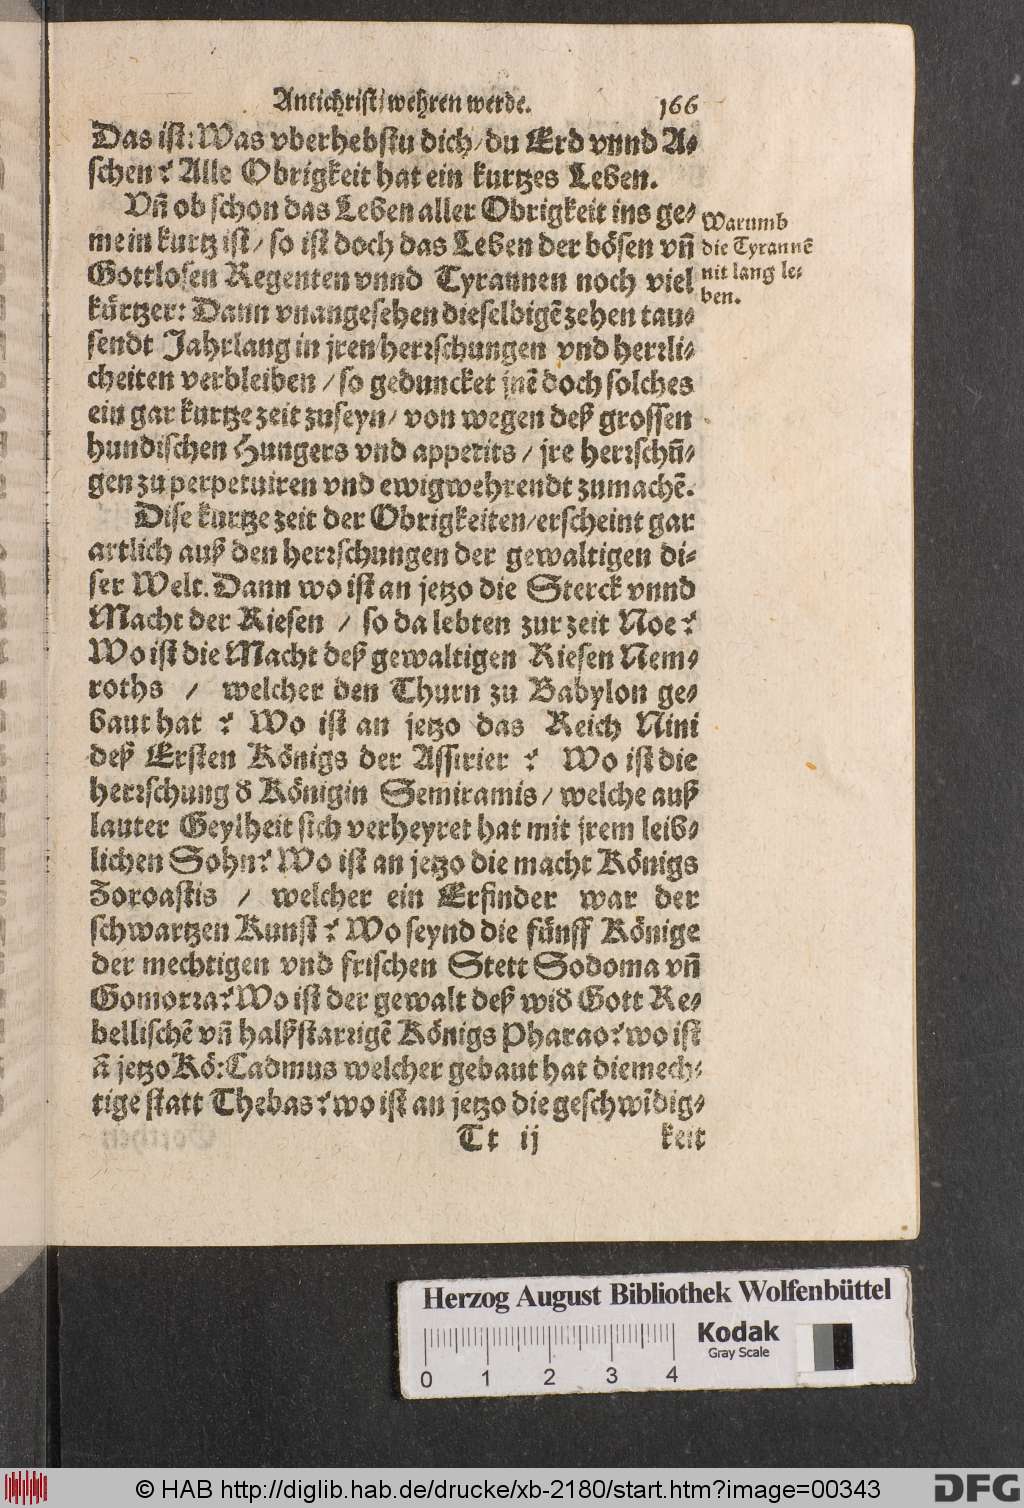 Antichrist/wehren werde. 166
Das ist: Was vberhebstu dich/du Erd vnnd A-
schen? Alle Obrigkeit hat ein kurtzes Leben.
Vñ ob schon das Leben aller Obrigkeit ins ge-
mein kurtz ist/ so ist doch das Leben der bösen vñ
Gottlosen Regenten vnnd Tyrannen noch viel
kürtzer: Dann vnangesehen dieselbigē zehen tau-
sendt Jahrlang in jren herrschungen vnd herrli-
cheiten verbleiben / so geduncket jnē doch solches
ein gar kurtze zeit zuseyn/ von wegen deß grossen
hundischen Hungers vnd appetits / jre herrschũ-
gen zu perpetuiren vnd ewigwehrendt zumachē.
Warumb
die Tyrannē
nit lang le-
ben.
Dise kurtze zeit der Obrigkeiten/erscheint gar
artlich auß den herrschungen der gewaltigen di-
ser Welt. Dann wo ist an jetzo die Sterck vnnd
Macht der Riesen / so da lebten zur zeit Noe?
Wo ist die Macht deß gewaltigen Riesen Nem-
roths / welcher den Thurn zu Babylon ge-
baut hat ? Wo ist an jetzo das Reich Nini
deß Ersten Königs der Assirier ? Wo ist die
herrschung d' Königin Semiramis/ welche auß
lauter Geylheit sich verheyret hat mit jrem leib-
lichen Sohn? Wo ist an jetzo die macht Königs
Zoroastis / welcher ein Erfinder war der
schwartzen Kunst? Wo seynd die fünff Könige
der mechtigen vnd frischen Stett Sodoma vñ
Gomorra? Wo ist der gewalt deß wid' Gott Re-
bellischē vñ halßstarrigē Königs Pharao? wo ist
ã jetzo Kö: Cadmus welcher gebaut hat die mech-
tige statt Thebas? wo ist an jetzo die geschwĩdig-
Tt ij keit
Herzog August Bibliothek Wolfenbüttel
Kodak
Gray Scale
0 1 2 3 4
© HAB http://diglib.hab.de/drucke/xb-2180/start.htm?image=00343
DFG